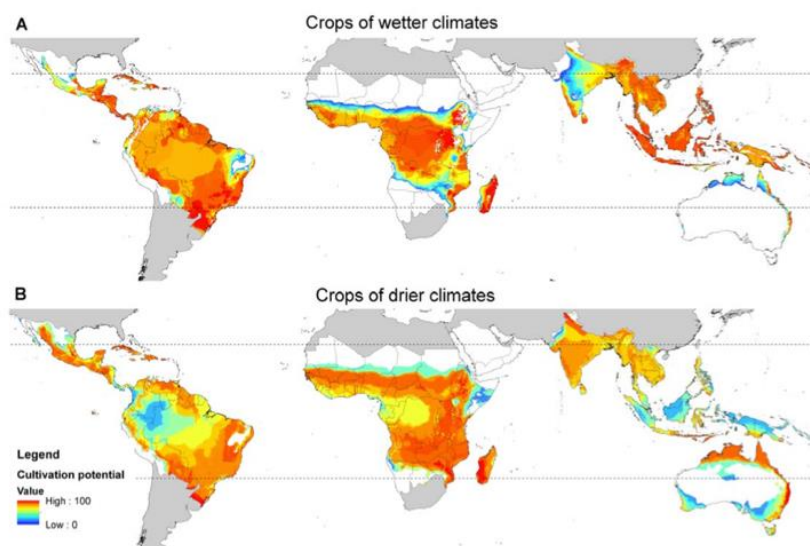 A
Crops of wetter climates
B
Crops of drier climates
Legend
Cultivation potential
Value
High : 100
Low : 0